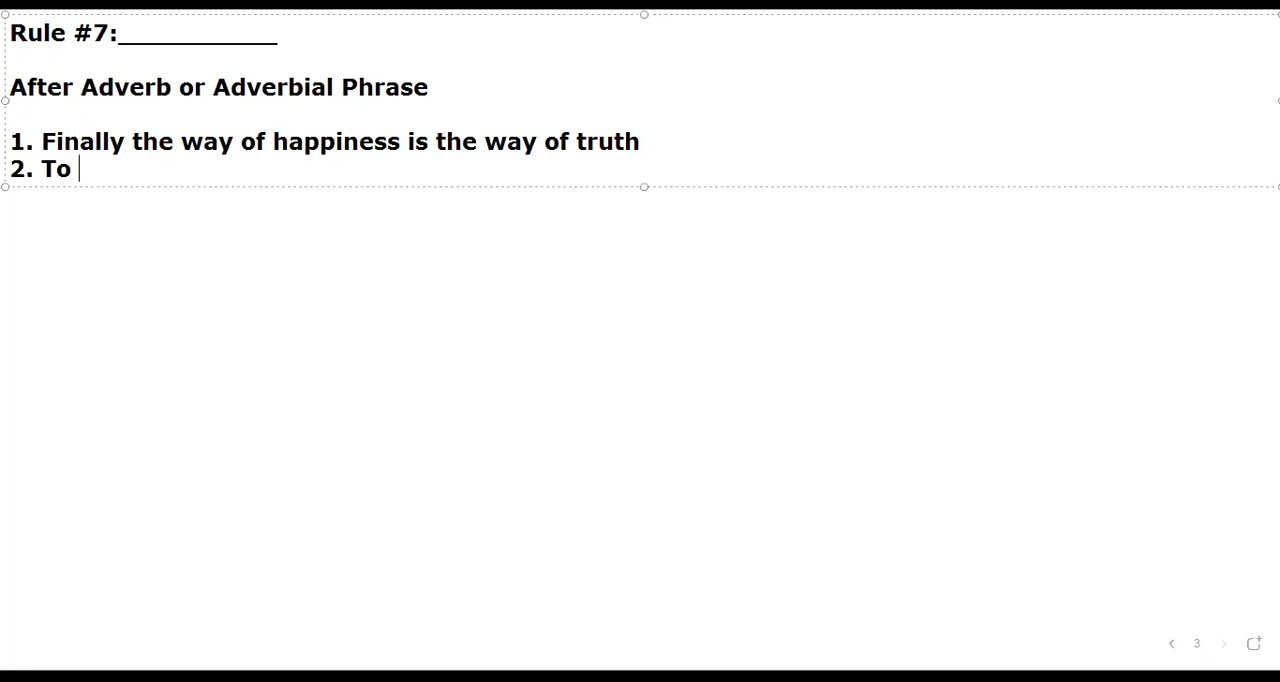 Rule #7:___________
After Adverb or Adverbial Phrase
1. Finally the way of happiness is the way of truth
2. To
3